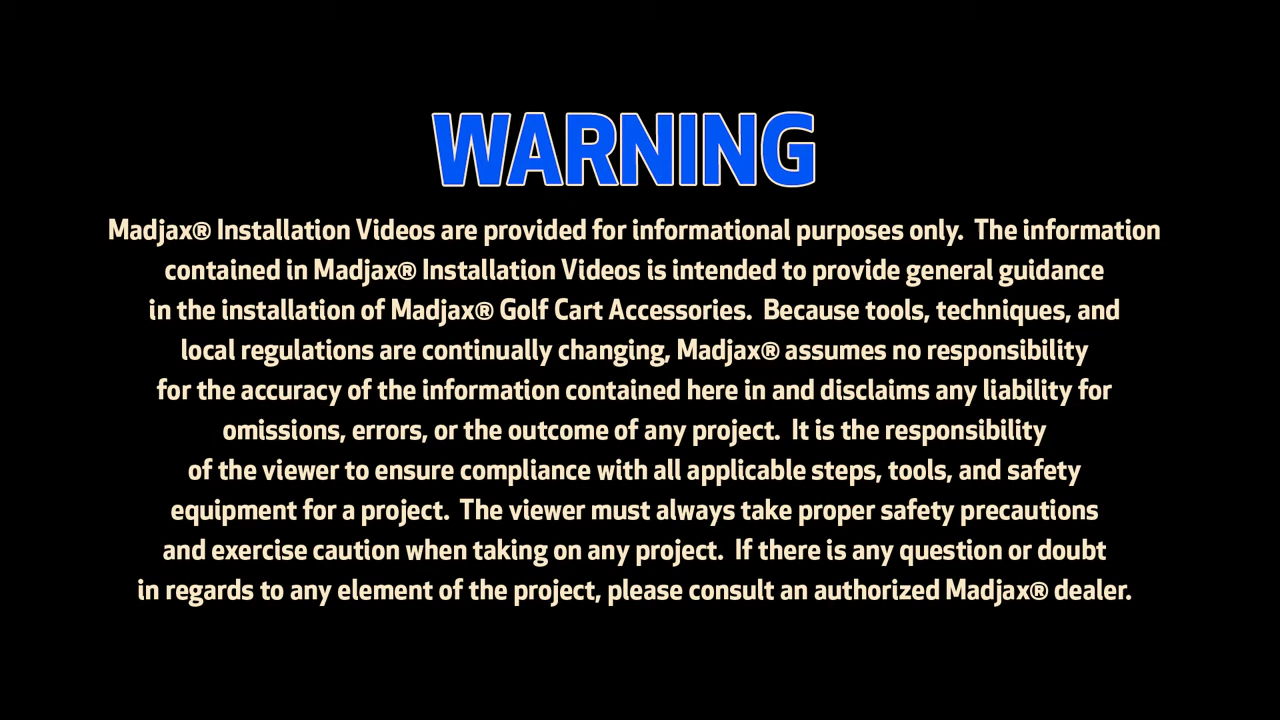 WARNING
Madjax® Installation Videos are provided for informational purposes only.  The information
contained in Madjax® Installation Videos is intended to provide general guidance
in the installation of Madjax® Golf Cart Accessories.  Because tools, techniques, and
local regulations are continually changing, Madjax® assumes no responsibility
for the accuracy of the information contained here in and disclaims any liability for
omissions, errors, or the outcome of any project.  It is the responsibility
of the viewer to ensure compliance with all applicable steps, tools, and safety
equipment for a project.  The viewer must always take proper safety precautions
and exercise caution when taking on any project.  If there is any question or doubt
in regards to any element of the project, please consult an authorized Madjax® dealer.